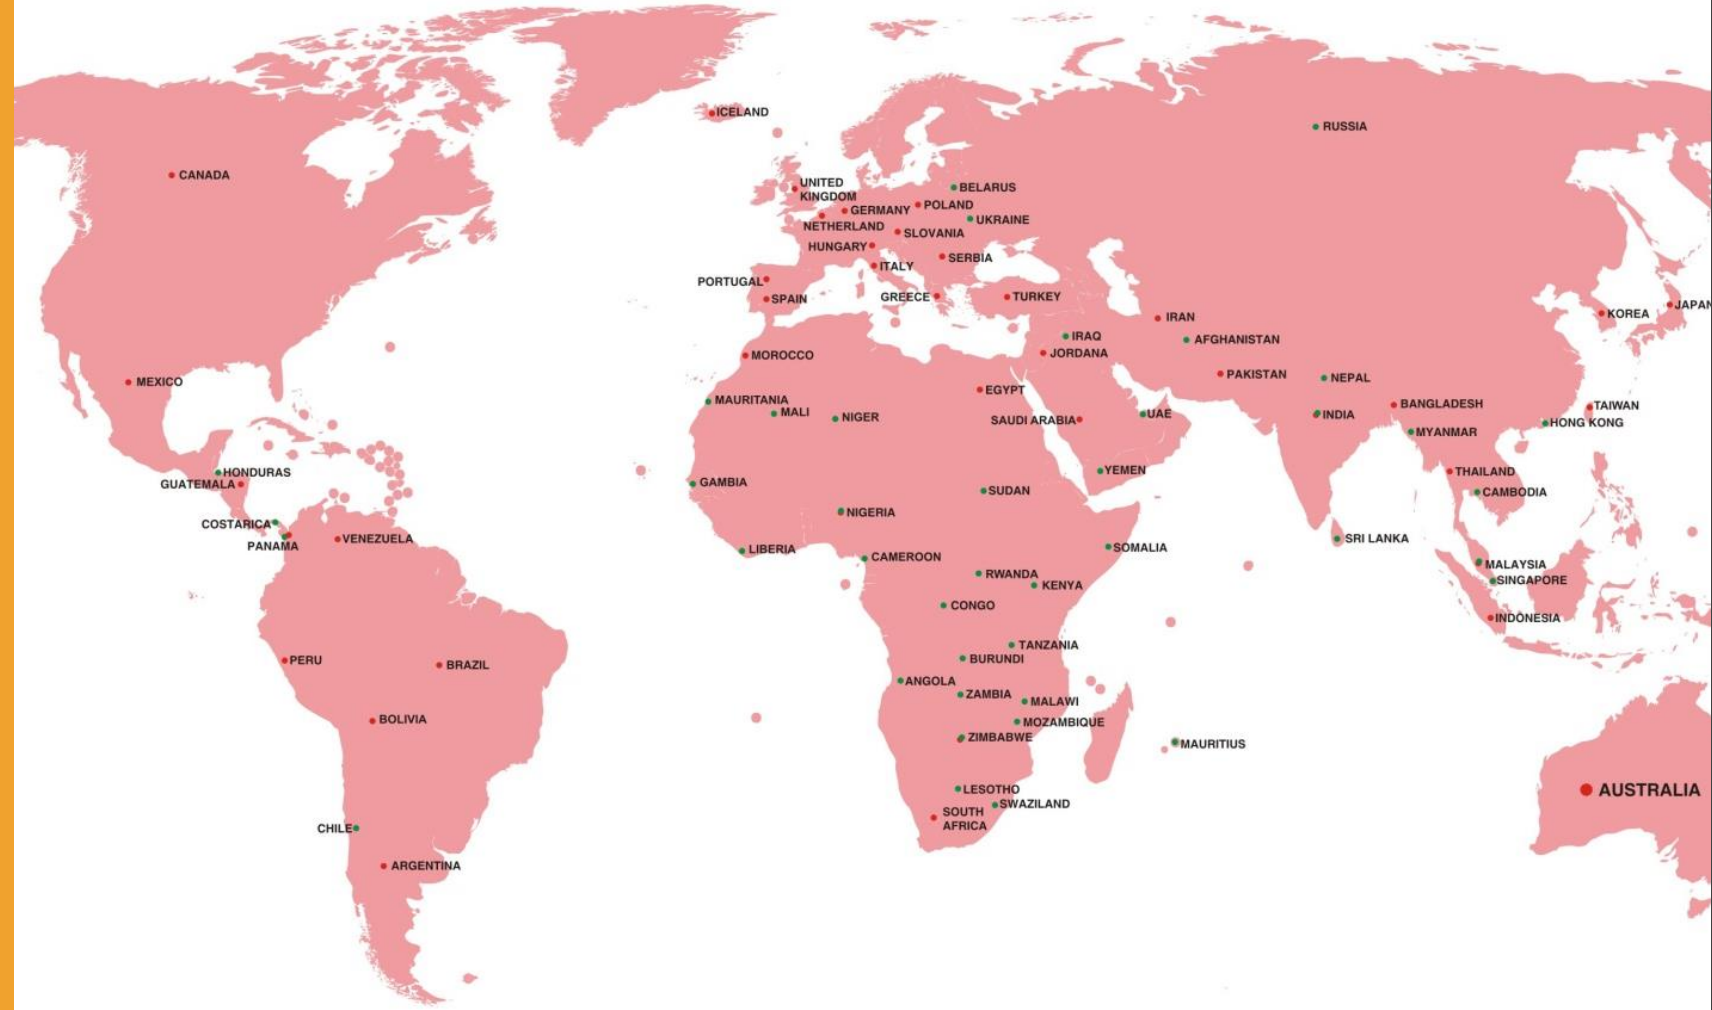 ICELAND
RUSSIA
CANADA
UNITED
KINGDOM
BELARUS
POLAND
GERMANY
UKRAINE
NETHERLAND
SLOVANIA
HUNGARY
SERBIA
ITALY
PORTUGAL
SPAIN
GREECE
TURKEY
JAPAN
KOREA
IRAN
IRAQ
AFGHANISTAN
JORDANA
MOROCCO
PAKISTAN
NEPAL
MEXICO
EGYPT
MAURITANIA
MALI
NIGER
SAUDI ARABIA
UAE
INDIA
BANGLADESH
TAIWAN
HONG KONG
MYANMAR
HONDURAS
GUATEMALA
YEMEN
THAILAND
GAMBIA
SUDAN
CAMBODIA
NIGERIA
COSTARICA
PANAMA
VENEZUELA
LIBERIA
CAMEROON
SOMALIA
SRI LANKA
RWANDA
KENYA
MALAYSIA
SINGAPORE
CONGO
INDONESIA
TANZANIA
BURUNDI
PERU
BRAZIL
ANGOLA
ZAMBIA
MALAWI
BOLIVIA
MOZAMBIQUE
ZIMBABWE
MAURITIUS
LESOTHO
SWAZILAND
AUSTRALIA
SOUTH
AFRICA
CHILE
ARGENTINA